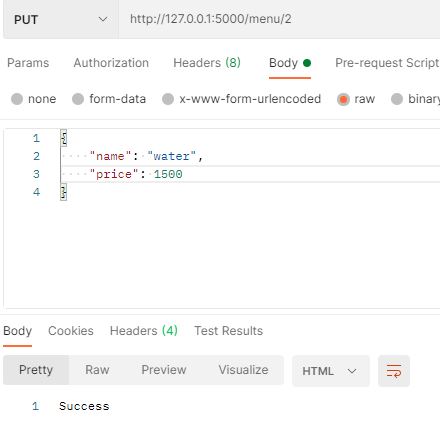 PUT http://127.0.0.1:5000/menu/2
Params Authorization Headers (8) Body Pre-request Script
none form-data x-www-form-urlencoded raw binary
1 {
2 "name": "water",
3 "price": 1500
4 }
Body Cookies Headers (4) Test Results
Pretty Raw Preview Visualize HTML
1 Success